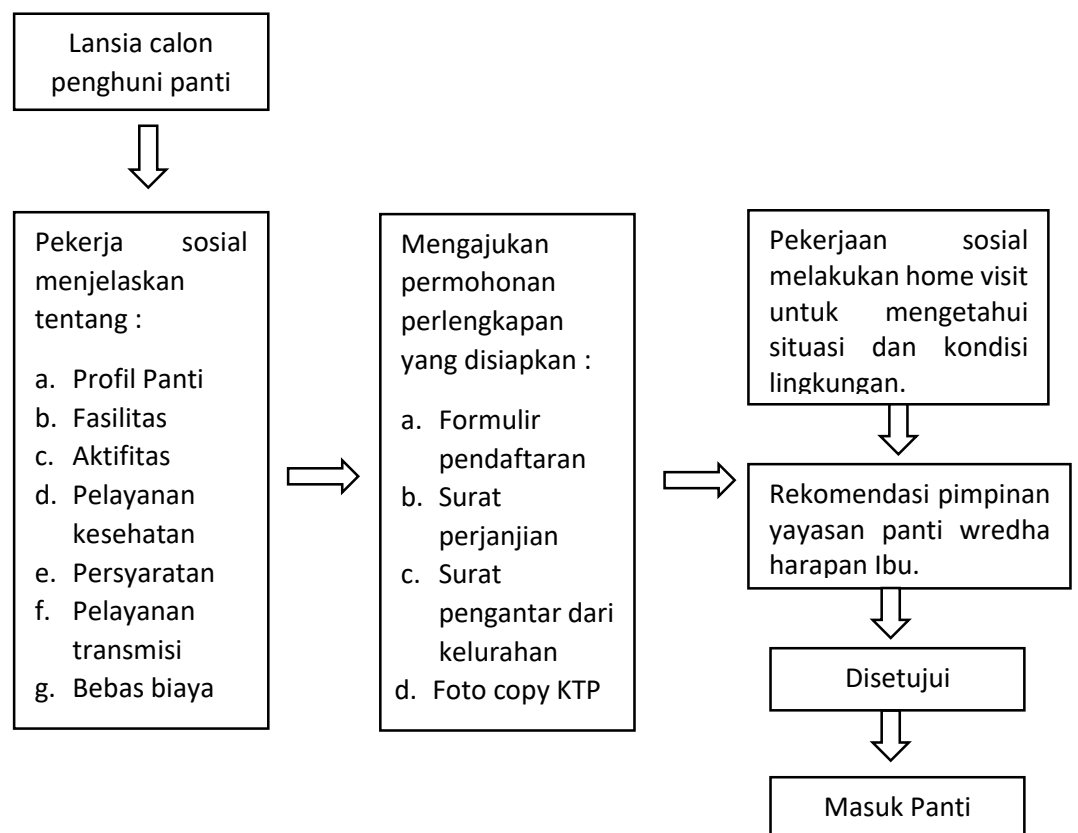 Lansia calon
penghuni panti
Pekerja sosial
menjelaskan
tentang :
a. Profil Panti
b. Fasilitas
c. Aktifitas
d. Pelayanan
kesehatan
e. Persyaratan
f. Pelayanan
transmisi
g. Bebas biaya
Mengajukan
permohonan
perlengkapan
yang disiapkan :
a. Formulir
pendaftaran
b. Surat
perjanjian
c. Surat
pengantar dari
kelurahan
d. Foto copy KTP
Pekerjaan sosial
melakukan home visit
untuk mengetahui
situasi dan kondisi
lingkungan.
Rekomendasi pimpinan
yayasan panti wredha
harapan Ibu.
Disetujui
Masuk Panti